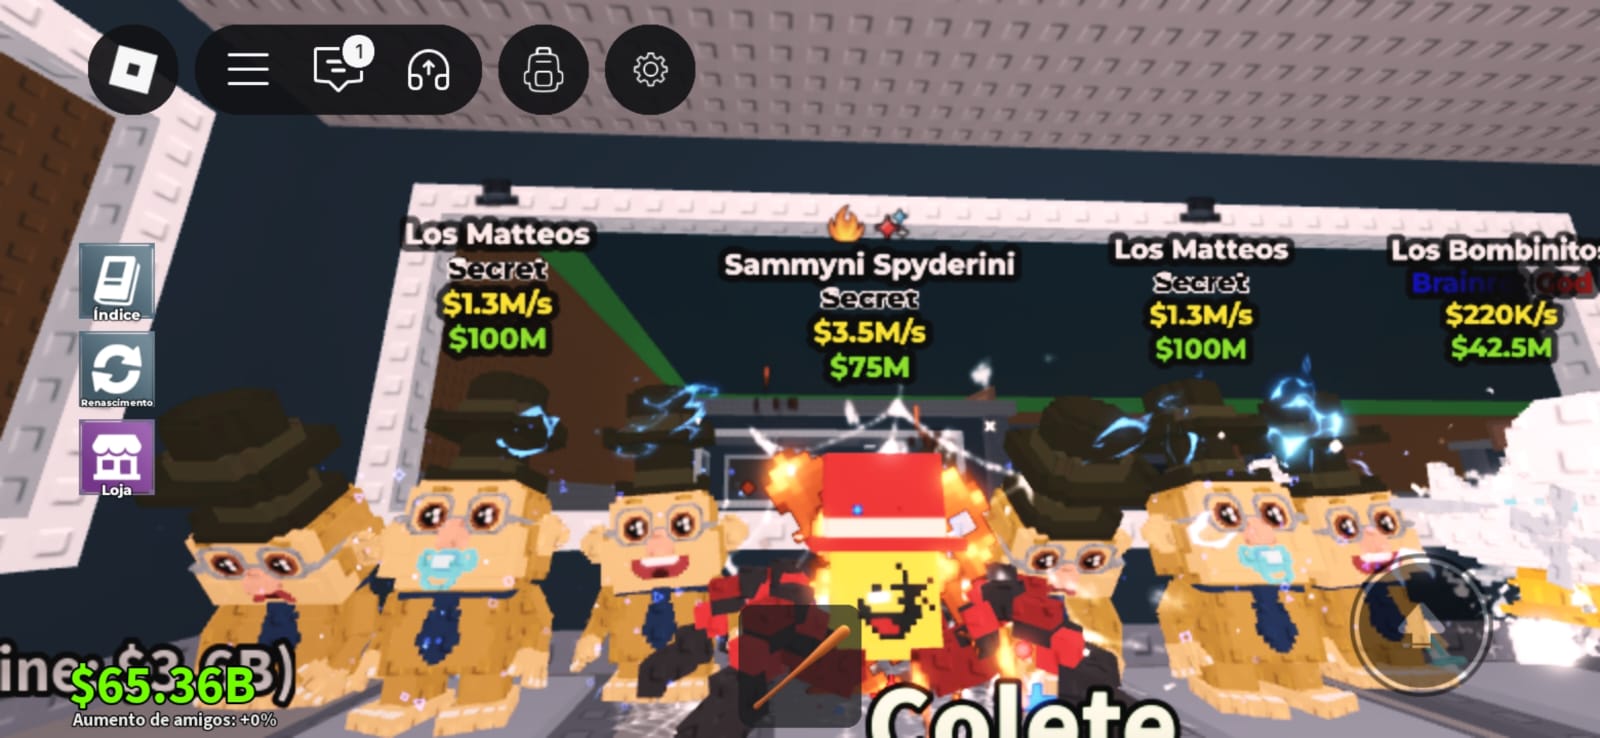 1
Los Matteos
Secret
$1.3M/s
$100M
Sammyni Spyderini
Secret
$3.5M/s
$75M
Los Matteos
Secret
$1.3M/s
$100M
Los Bombinitos
$220K/s
$42.5M
Índice
Renascimento
Loja
$65.36B
Aumento de amigos: +0%
Colete